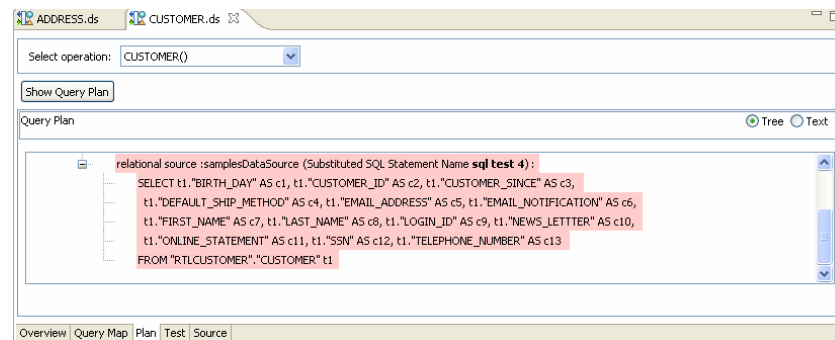 ADDRESS.ds CUSTOMER.ds
Select operation: CUSTOMER()
Show Query Plan
Query Plan Tree Text
relational source :samplesDataSource (Substituted SQL Statement Name sql test 4) :
SELECT t1."BIRTH_DAY" AS c1, t1."CUSTOMER_ID" AS c2, t1."CUSTOMER_SINCE" AS c3,
t1."DEFAULT_SHIP_METHOD" AS c4, t1."EMAIL_ADDRESS" AS c5, t1."EMAIL_NOTIFICATION" AS c6,
t1."FIRST_NAME" AS c7, t1."LAST_NAME" AS c8, t1."LOGIN_ID" AS c9, t1."NEWS_LETTTER" AS c10,
t1."ONLINE_STATEMENT" AS c11, t1."SSN" AS c12, t1."TELEPHONE_NUMBER" AS c13
FROM "RTLCUSTOMER"."CUSTOMER" t1
Overview Query Map Plan Test Source